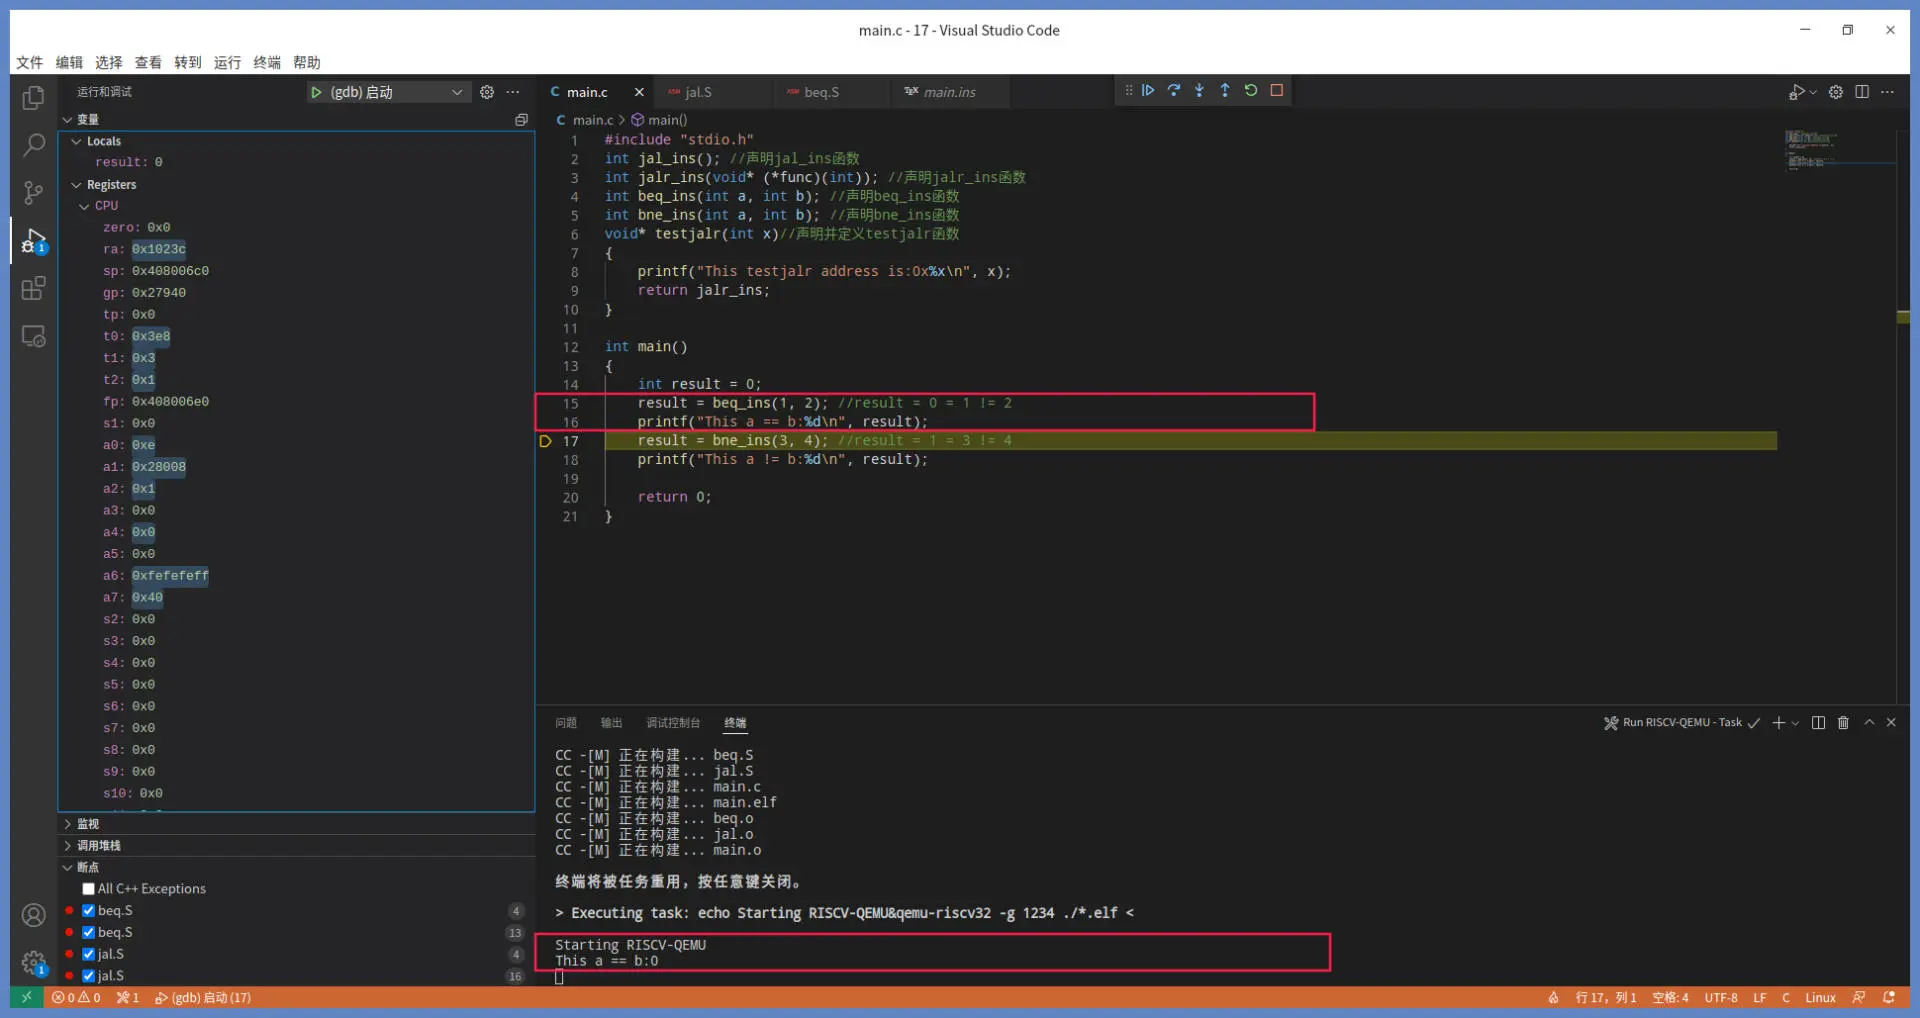 main.c - 17 - Visual Studio Code
文件 编辑 选择 查看 转到 运行 终端 帮助
运行和调试
(gdb) 启动
变量
Locals
result: 0
Registers
CPU
zero: 0x0
ra: 0x1023c
sp: 0x408006c0
gp: 0x27940
tp: 0x0
t0: 0x3e8
t1: 0x3
t2: 0x1
fp: 0x408006e0
s1: 0x0
a0: 0xe
a1: 0x28008
a2: 0x1
a3: 0x0
a4: 0x0
a5: 0x0
a6: 0xfefefeff
a7: 0x40
s2: 0x0
s3: 0x0
s4: 0x0
s5: 0x0
s6: 0x0
s7: 0x0
s8: 0x0
s9: 0x0
s10: 0x0
监视
调用堆栈
断点
All C++ Exceptions
beq.S 4
beq.S 13
jal.S 4
jal.S 16
C main.c jal.S beq.S main.ins
C main.c > main()
1 #include "stdio.h"
2 int jal_ins(); //声明jal_ins函数
3 int jalr_ins(void* (*func)(int)); //声明jalr_ins函数
4 int beq_ins(int a, int b); //声明beq_ins函数
5 int bne_ins(int a, int b); //声明bne_ins函数
6 void* testjalr(int x)//声明并定义testjalr函数
7 {
8 printf("This testjalr address is:0x%x\n", x);
9 return jalr_ins;
10 }
11
12 int main()
13 {
14 int result = 0;
15 result = beq_ins(1, 2); //result = 0 = 1 != 2
16 printf("This a == b:%d\n", result);
17 result = bne_ins(3, 4); //result = 1 = 3 != 4
18 printf("This a != b:%d\n", result);
19
20 return 0;
21 }
问题 输出 调试控制台 终端
Run RISCV-QEMU - Task
CC -[M] 正在构建... beq.S
CC -[M] 正在构建... jal.S
CC -[M] 正在构建... main.c
CC -[M] 正在构建... main.elf
CC -[M] 正在构建... beq.o
CC -[M] 正在构建... jal.o
CC -[M] 正在构建... main.o
终端将被任务重用，按任意键关闭。
> Executing task: echo Starting RISCV-QEMU&qemu-riscv32 -g 1234 ./*.elf <
Starting RISCV-QEMU
This a == b:0
0 0 1 (gdb) 启动 (17)
行 17，列 1 空格: 4 UTF-8 LF C Linux